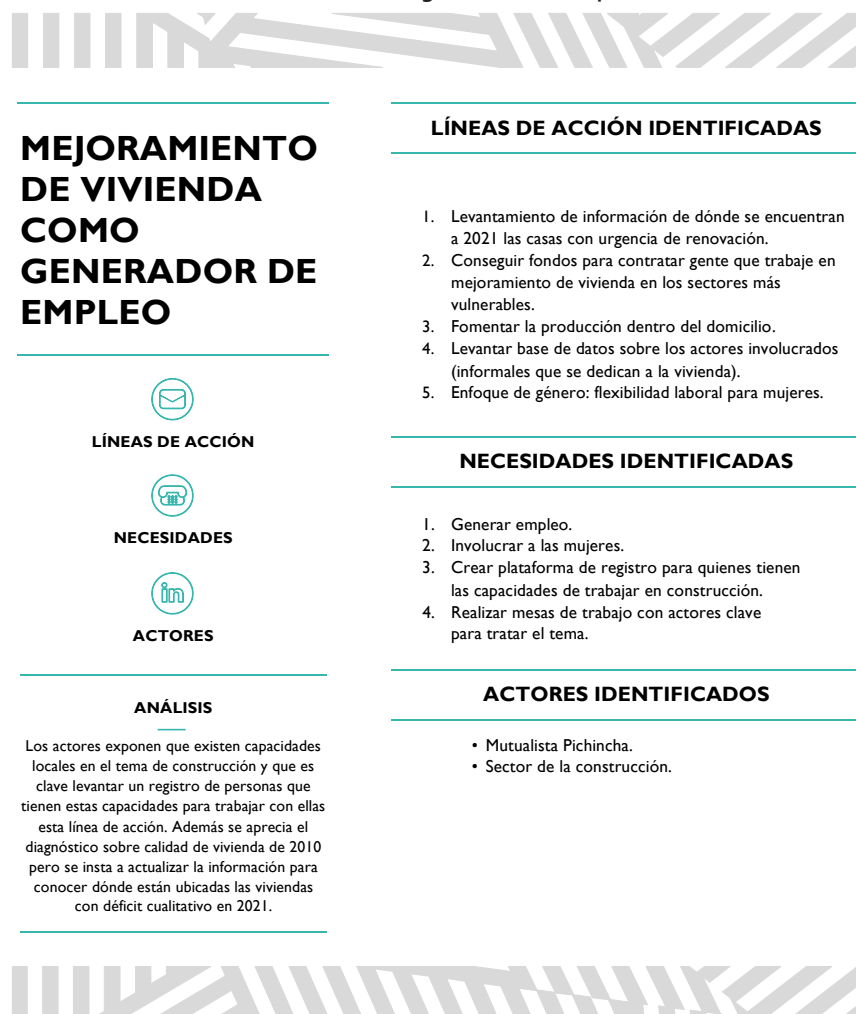 MEJORAMIENTO
DE VIVIENDA
COMO
GENERADOR DE
EMPLEO
LÍNEAS DE ACCIÓN
NECESIDADES
in
ACTORES
ANÁLISIS
Los actores exponen que existen capacidades
locales en el tema de construcción y que es
clave levantar un registro de personas que
tienen estas capacidades para trabajar con ellas
esta línea de acción. Además se aprecia el
diagnóstico sobre calidad de vivienda de 2010
pero se insta a actualizar la información para
conocer dónde están ubicadas las viviendas
con déficit cualitativo en 2021.
LÍNEAS DE ACCIÓN IDENTIFICADAS
1. Levantamiento de información de dónde se encuentran
a 2021 las casas con urgencia de renovación.
2. Conseguir fondos para contratar gente que trabaje en
mejoramiento de vivienda en los sectores más
vulnerables.
3. Fomentar la producción dentro del domicilio.
4. Levantar base de datos sobre los actores involucrados
(informales que se dedican a la vivienda).
5. Enfoque de género: flexibilidad laboral para mujeres.
NECESIDADES IDENTIFICADAS
1. Generar empleo.
2. Involucrar a las mujeres.
3. Crear plataforma de registro para quienes tienen
las capacidades de trabajar en construcción.
4. Realizar mesas de trabajo con actores clave
para tratar el tema.
ACTORES IDENTIFICADOS
• Mutualista Pichincha.
• Sector de la construcción.